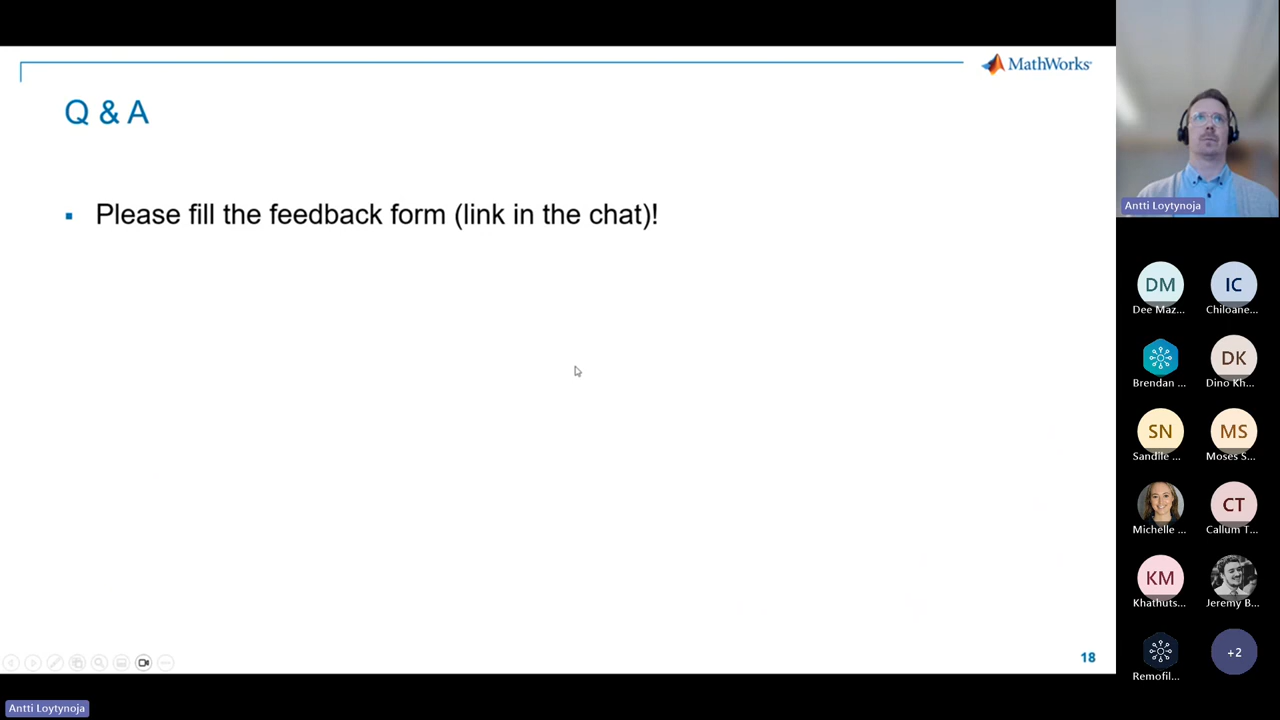 MathWorks
Q & A
▪ Please fill the feedback form (link in the chat)!
18
Antti Loytynoja
Antti Loytynoja
DM
IC
Dee Maz...
Chiloane...
DK
Brendan ...
Dino Kh...
SN
MS
Sandile ...
Moses S...
CT
Michelle ...
Callum T...
KM
Khathuts...
Jeremy B...
+2
Remofil...